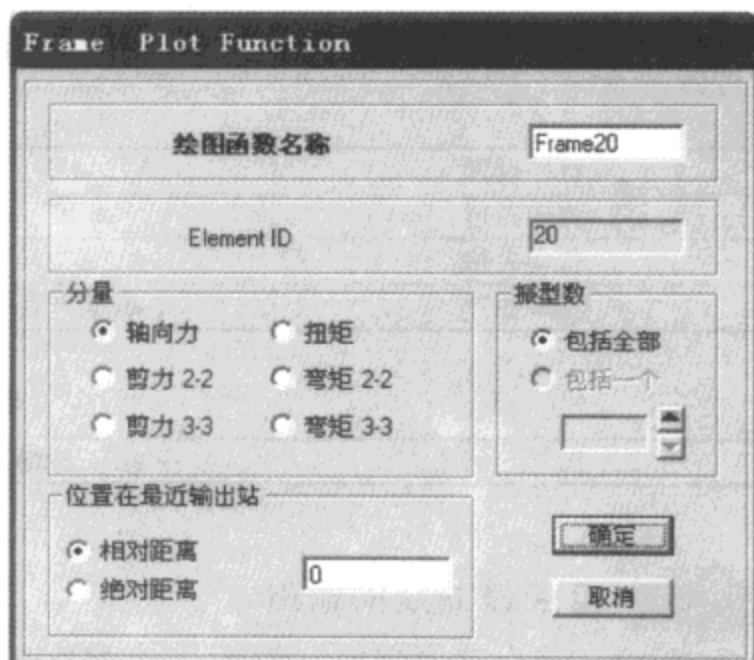 Frame Plot Function
绘图函数名称
Frame20
Element ID
20
分量
轴向力
扭矩
剪力 2-2
弯矩 2-2
剪力 3-3
弯矩 3-3
振型数
包括全部
包括一个
位置在最近输出站
相对距离
绝对距离
0
确定
取消